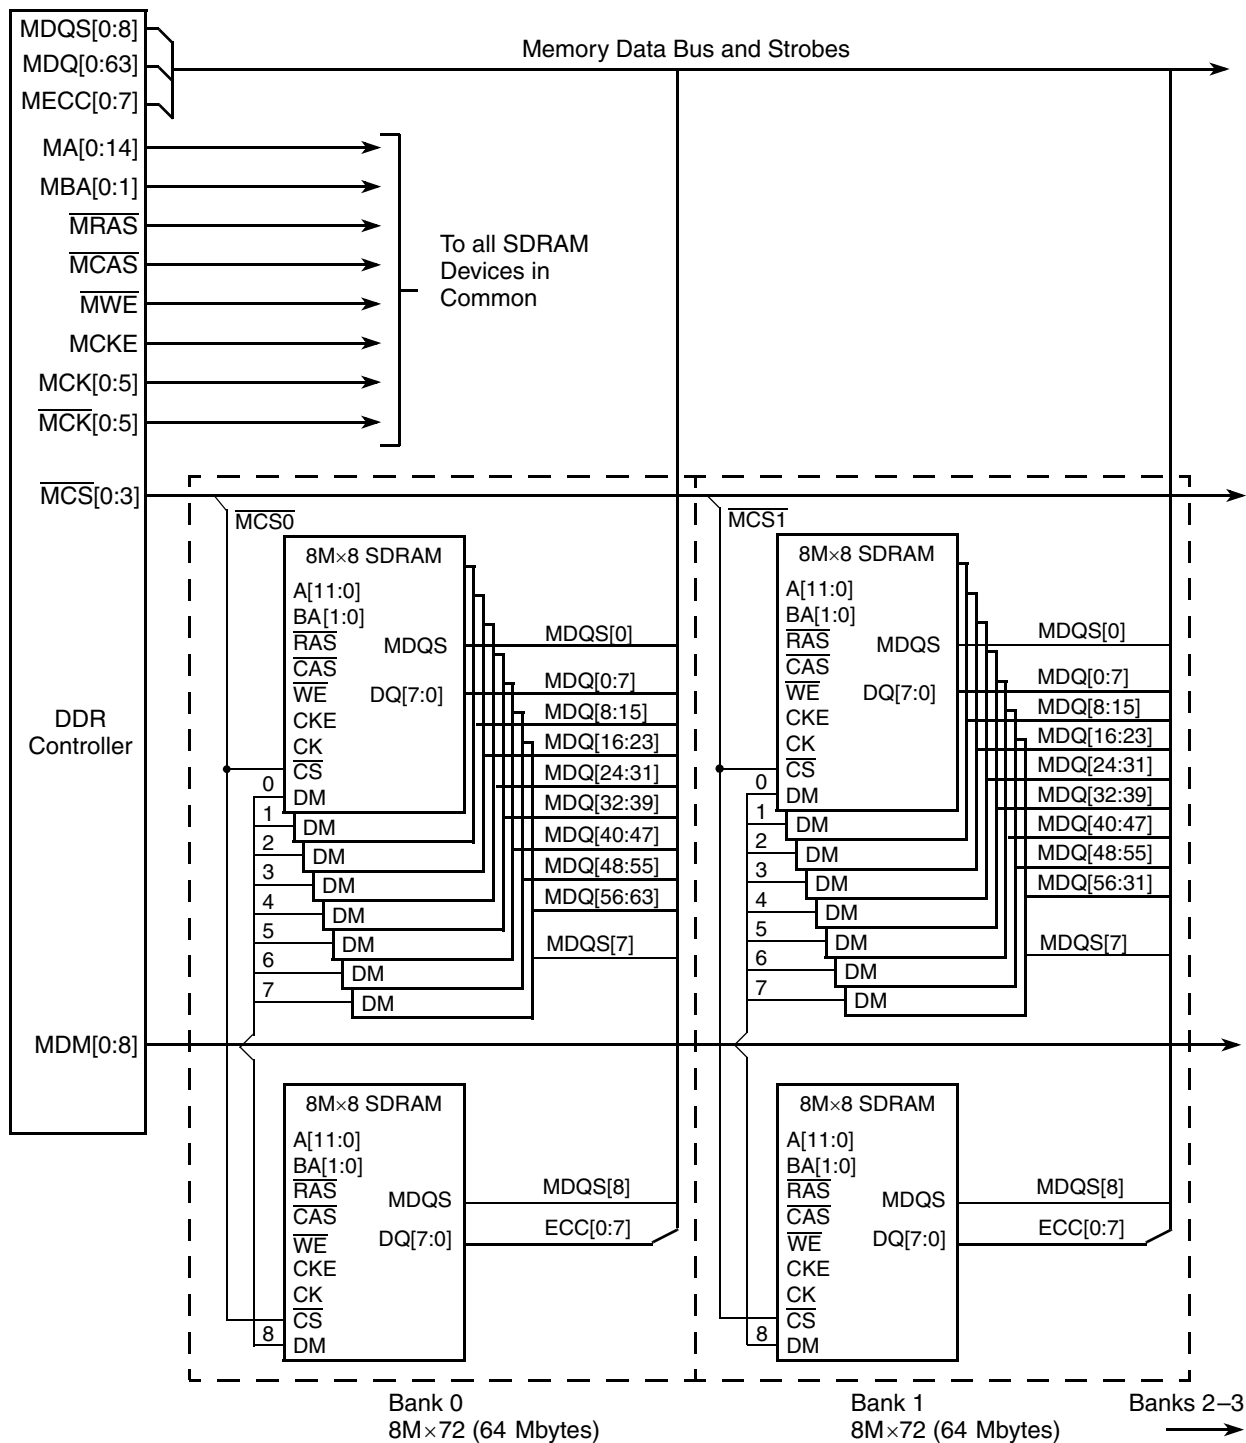 MDQS[0:8]
MDQ[0:63]
MECC[0:7]
Memory Data Bus and Strobes
MA[0:14]
MBA[0:1]
MRAS
MCAS
MWE
MCKE
MCK[0:5]
MCK[0:5]
To all SDRAM
Devices in
Common
MCS[0:3]
DDR
Controller
MDM[0:8]
MCS0
8M×8 SDRAM
A[11:0]
BA[1:0]
RAS
CAS
WE
CKE
CK
CS
DM
MDQS
DQ[7:0]
0
1
2
3
4
5
6
7
DM
DM
DM
DM
DM
DM
DM
MDQS[0]
MDQ[0:7]
MDQ[8:15]
MDQ[16:23]
MDQ[24:31]
MDQ[32:39]
MDQ[40:47]
MDQ[48:55]
MDQ[56:63]
MDQS[7]
8M×8 SDRAM
A[11:0]
BA[1:0]
RAS
CAS
WE
CKE
CK
CS
DM
8
MDQS
DQ[7:0]
MDQS[8]
ECC[0:7]
Bank 0
8M×72 (64 Mbytes)
MCS1
8M×8 SDRAM
A[11:0]
BA[1:0]
RAS
CAS
WE
CKE
CK
CS
DM
MDQS
DQ[7:0]
0
1
2
3
4
5
6
7
DM
DM
DM
DM
DM
DM
DM
MDQS[0]
MDQ[0:7]
MDQ[8:15]
MDQ[16:23]
MDQ[24:31]
MDQ[32:39]
MDQ[40:47]
MDQ[48:55]
MDQ[56:31]
MDQS[7]
8M×8 SDRAM
A[11:0]
BA[1:0]
RAS
CAS
WE
CKE
CK
CS
DM
8
MDQS
DQ[7:0]
MDQS[8]
ECC[0:7]
Bank 1
8M×72 (64 Mbytes)
Banks 2–3